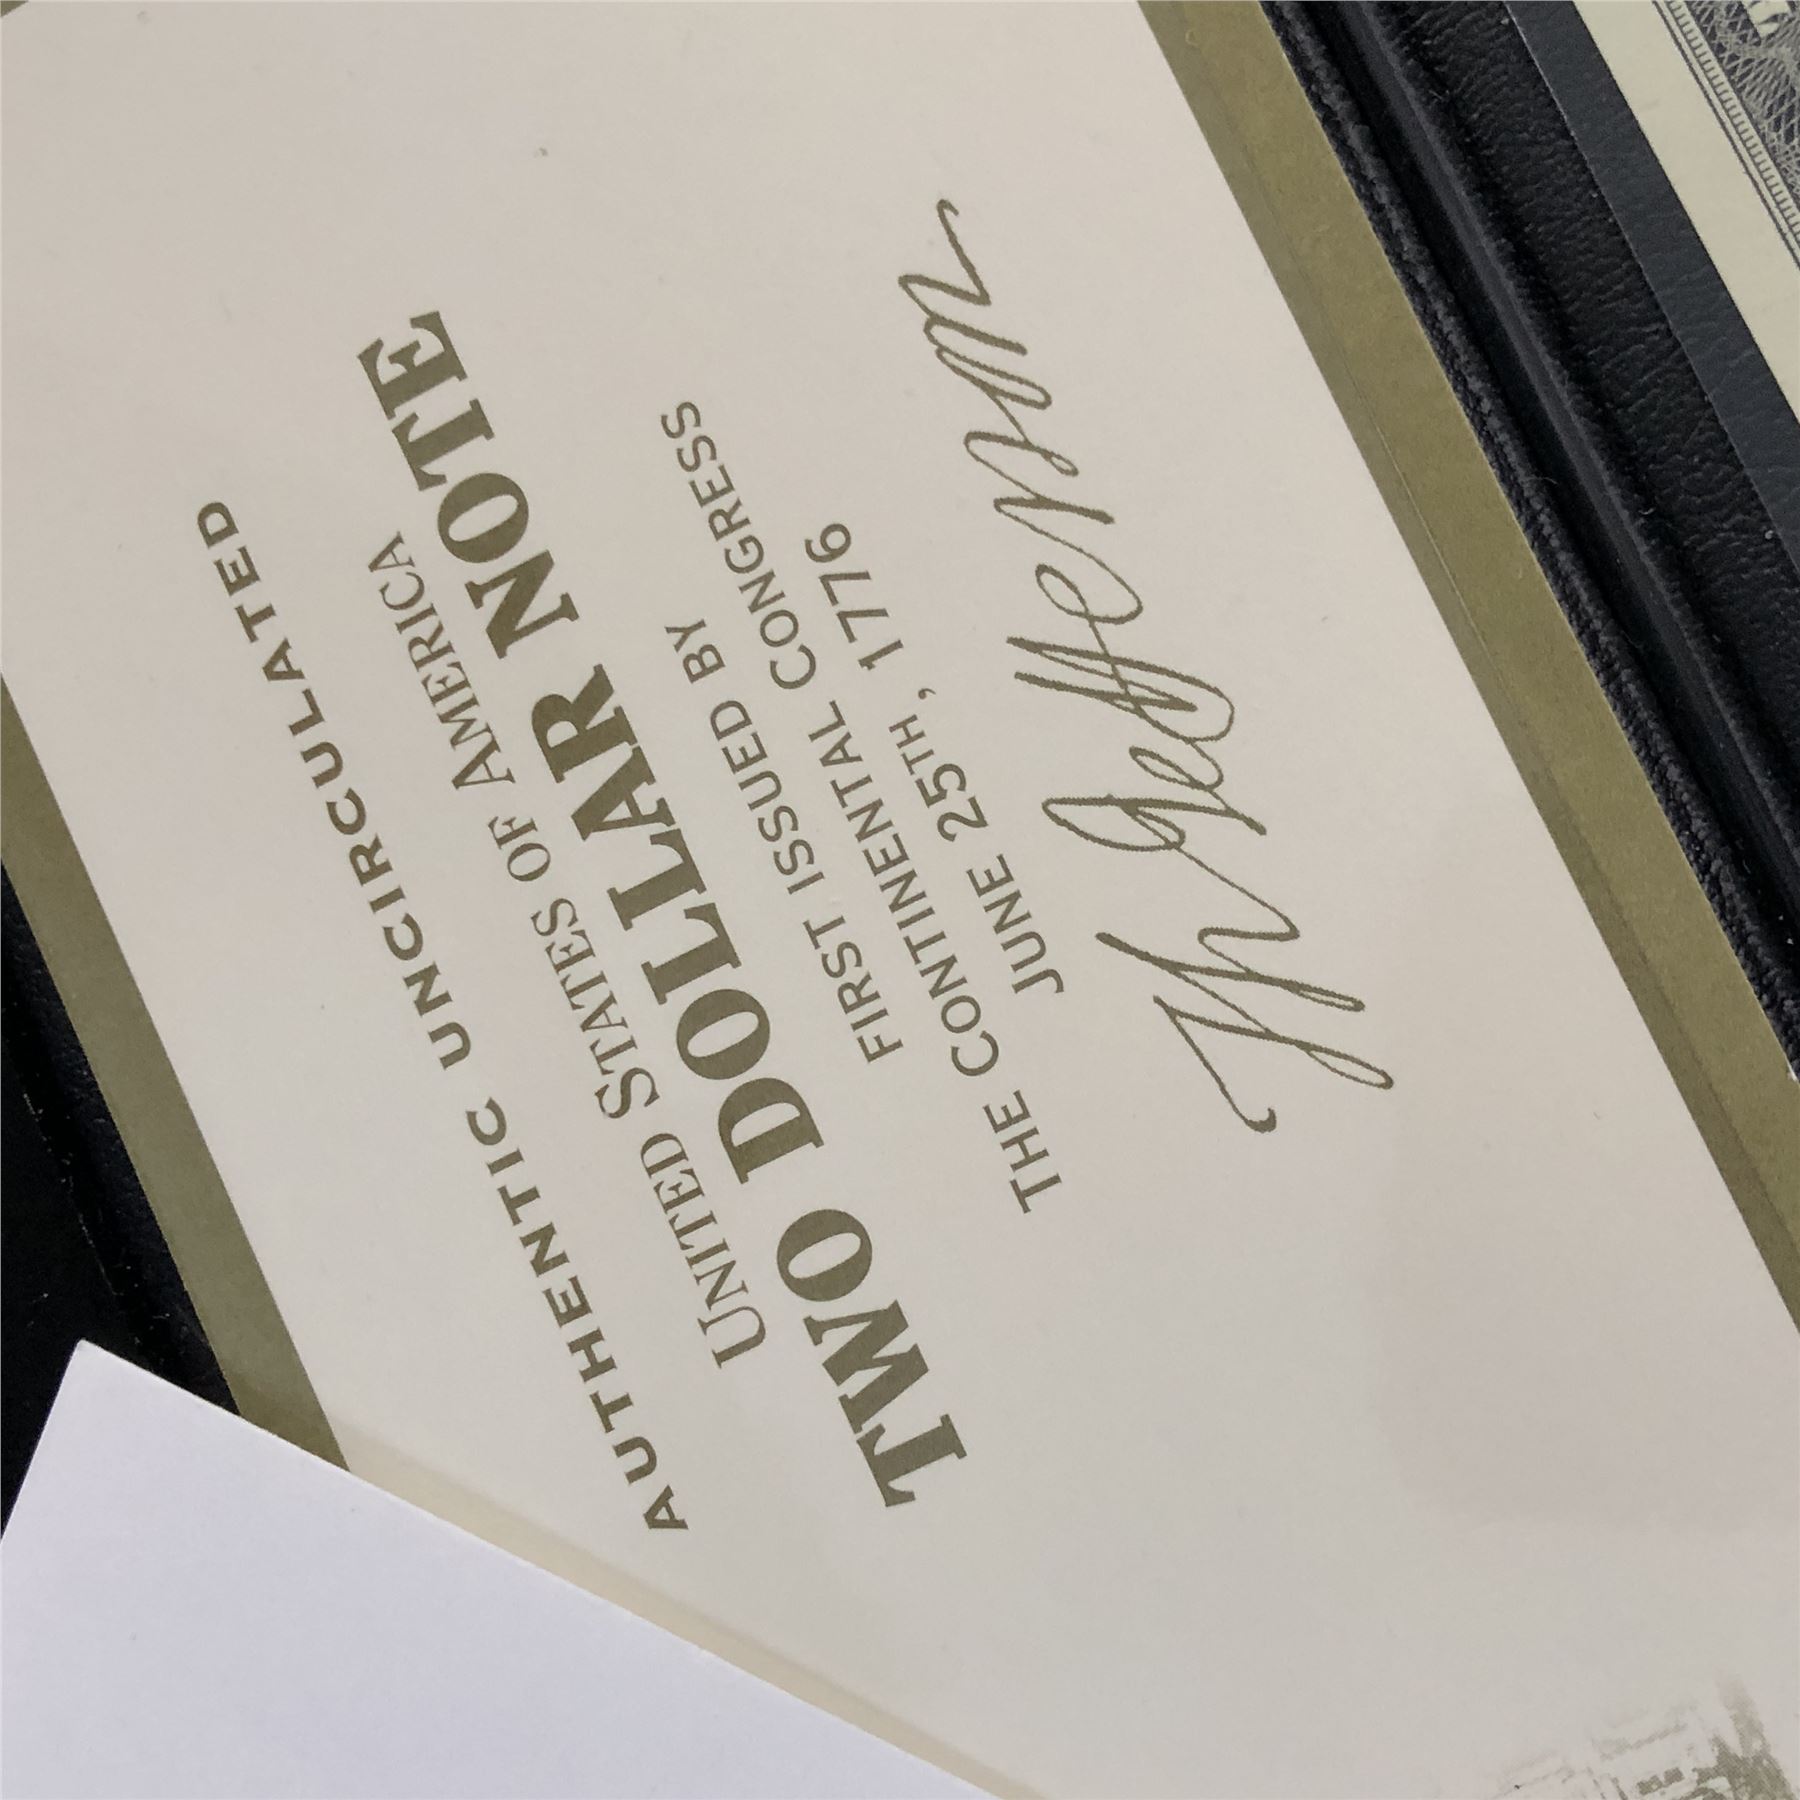 AUTHENTIC UNCIRCULATED
UNITED STATES OF AMERICA
TWO DOLLAR NOTE
FIRST ISSUED BY
THE CONTINENTAL CONGRESS
JUNE 25TH, 1776
Th Jefferson